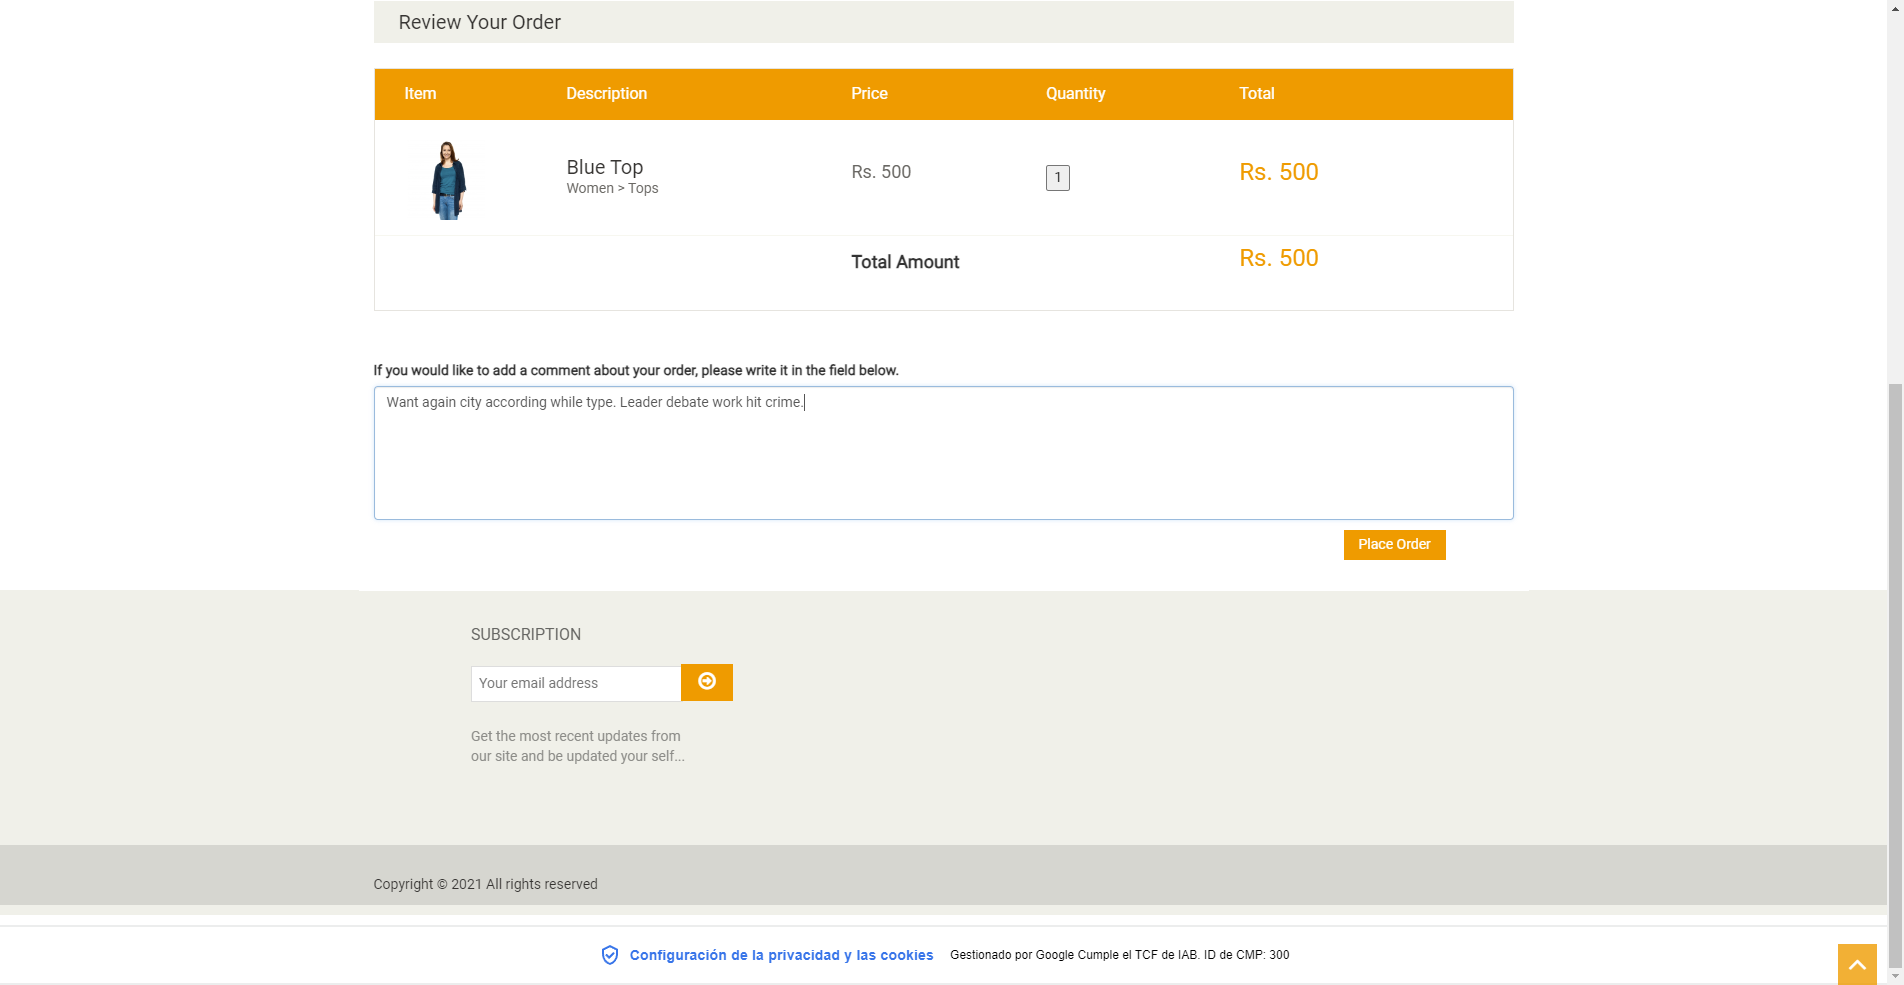 Review Your Order
Item Description Price Quantity Total
Blue Top
Women > Tops
Rs. 500
1
Rs. 500
Total Amount Rs. 500
If you would like to add a comment about your order, please write it in the field below.
Want again city according while type. Leader debate work hit crime.
Place Order
SUBSCRIPTION
Your email address
Get the most recent updates from
our site and be updated your self...
Copyright © 2021 All rights reserved
Configuración de la privacidad y las cookies Gestionado por Google Cumple el TCF de IAB. ID de CMP: 300